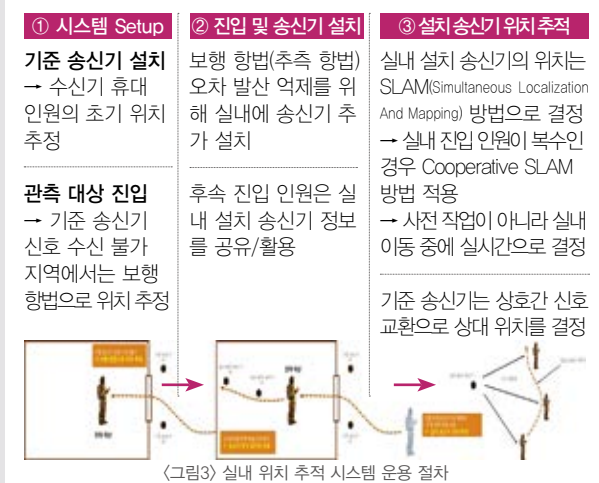 ① 시스템 Setup
기준 송신기 설치
→ 수신기 휴대
인원의 초기 위치
추정
관측 대상 진입
→ 기준 송신기
신호 수신 불가
지역에서는 보행
항법으로 위치 추정
② 진입 및 송신기 설치
보행 항법(추측 항법)
오차 발산 억제를 위
해 실내에 송신기 추
가 설치
후속 진입 인원은 실
내 설치 송신기 정보
를 공유/활용
③ 설치 송신기 위치 추적
실내 설치 송신기의 위치는
SLAM(Simultaneous Localization
And Mapping) 방법으로 결정
→ 실내 진입 인원이 복수인
경우 Cooperative SLAM
방법 적용
→ 사전 작업이 아니라 실내
이동 중에 실시간으로 결정
기준 송신기는 상호간 신호
교환으로 상대 위치를 결정
〈그림3〉 실내 위치 추적 시스템 운용 절차